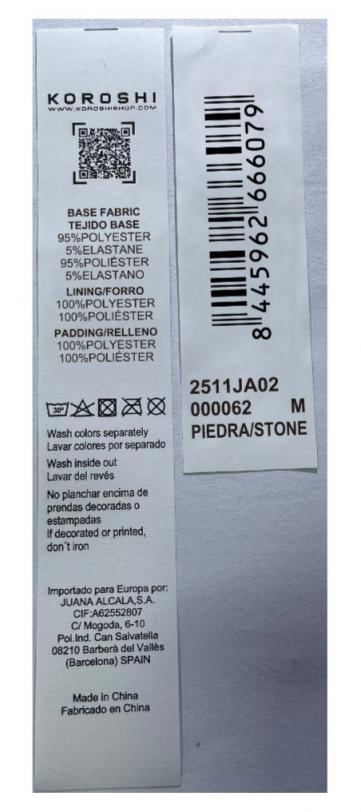 KOROSHI
WWW.KOROSHISHOP.COM
BASE FABRIC
TEJIDO BASE
95%POLYESTER
5%ELASTANE
95%POLIÉSTER
5%ELASTANO
LINING/FORRO
100%POLYESTER
100%POLIÉSTER
PADDING/RELLENO
100%POLYESTER
100%POLIÉSTER
30°
Wash colors separately
Lavar colores por separado
Wash inside out
Lavar del revés
No planchar encima de
prendas decoradas o
estampadas
If decorated or printed,
don´t iron
Importado para Europa por:
JUANA ALCALA,S.A.
CIF:A62552807
C/ Mogoda, 6-10
Pol.Ind. Can Salvatella
08210 Barberà del Vallès
(Barcelona) SPAIN
Made in China
Fabricado en China
8 445962 666079
2511JA02
000062 M
PIEDRA/STONE